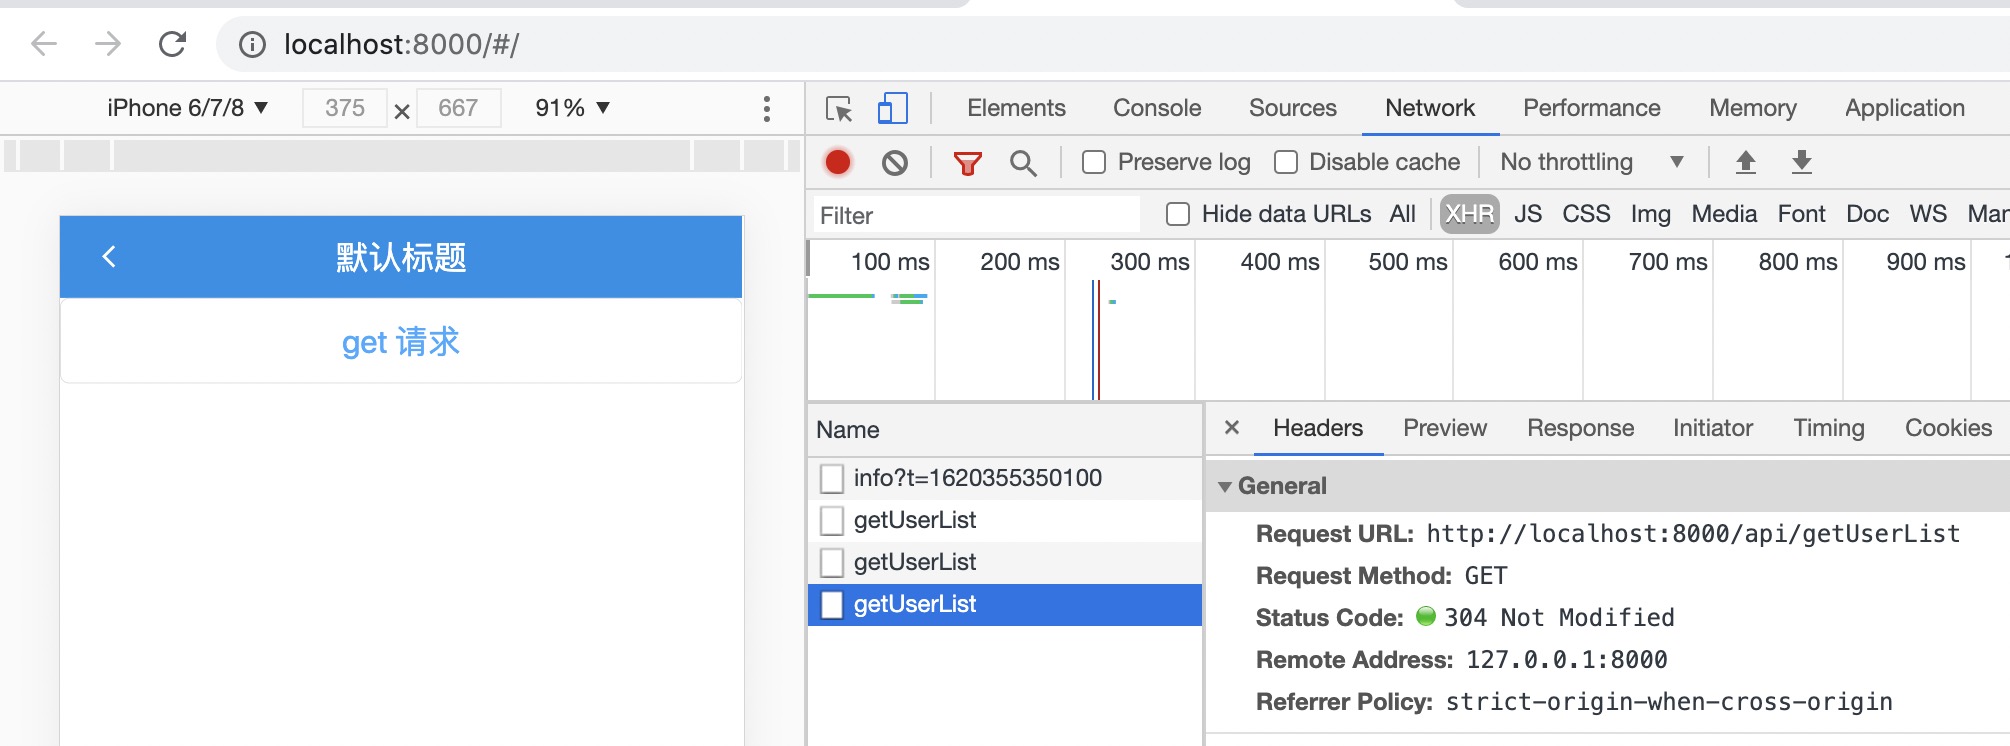 localhost:8000/#/
iPhone 6/7/8 ▼ 375 × 667 91% ▼
Elements Console Sources Network Performance Memory Application
Preserve log Disable cache No throttling ▼
Filter Hide data URLs All XHR JS CSS Img Media Font Doc WS Man
100 ms 200 ms 300 ms 400 ms 500 ms 600 ms 700 ms 800 ms 900 ms
默认标题
get 请求
Name
info?t=1620355350100
getUserList
getUserList
getUserList
× Headers Preview Response Initiator Timing Cookies
▼ General
Request URL: http://localhost:8000/api/getUserList
Request Method: GET
Status Code: 304 Not Modified
Remote Address: 127.0.0.1:8000
Referrer Policy: strict-origin-when-cross-origin